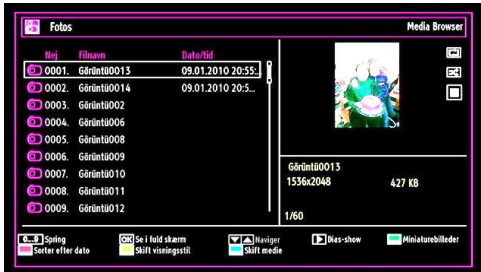 Fotos Media Browser
Nej Filnavn Dato/tid
0001. Görüntü0013 09.01.2010 20:55:..
0002. Görüntü0014 09.01.2010 20:5...
0003. Görüntü002
0004. Görüntü006
0005. Görüntü008
0006. Görüntü009
0007. Görüntü010
0008. Görüntü011
0009. Görüntü012
Görüntü0013
1536x2048 427 KB
1/60
0...9 Spring OK Se i fuld skærm Naviger Dias-show Miniaturebilleder
Sorter efter dato Skift visningsstil Skift medie